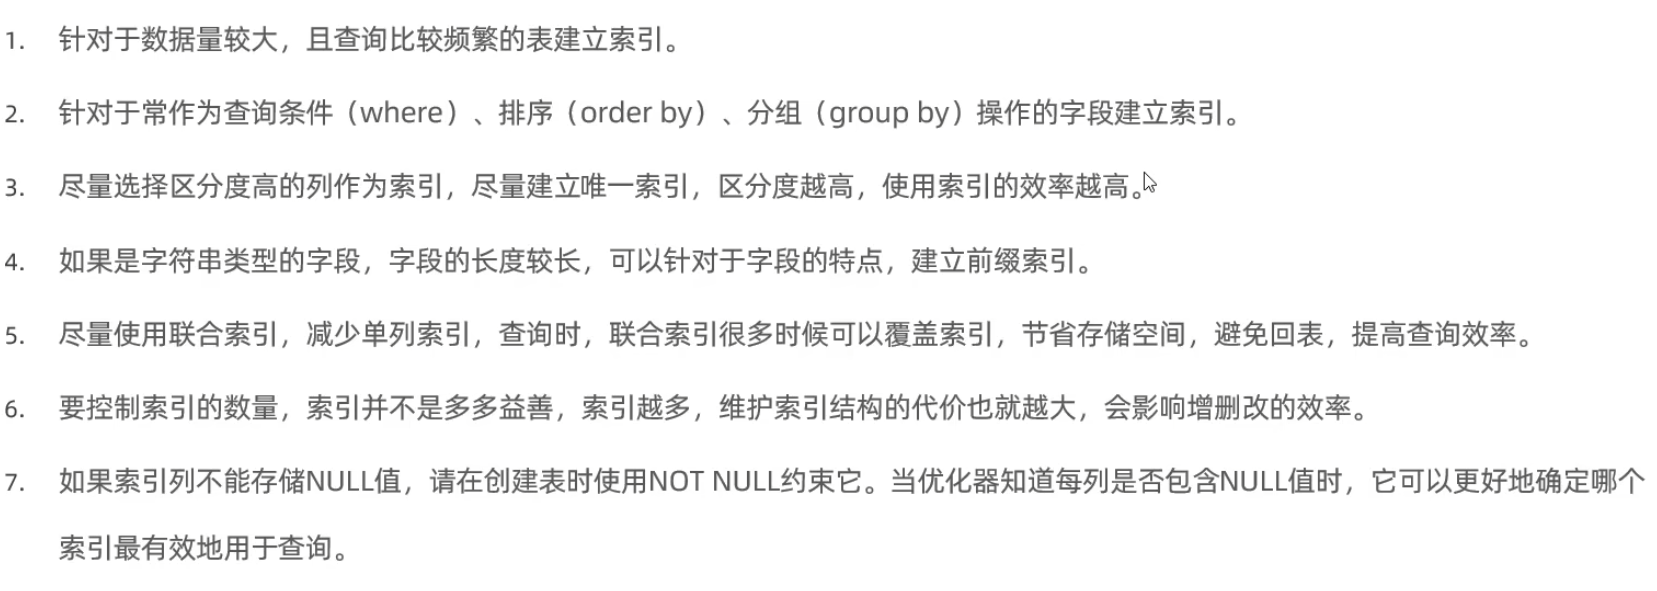 1. 针对于数据量较大，且查询比较频繁的表建立索引。
2. 针对于常作为查询条件（where）、排序（order by）、分组（group by）操作的字段建立索引。
3. 尽量选择区分度高的列作为索引，尽量建立唯一索引，区分度越高，使用索引的效率越高。
4. 如果是字符串类型的字段，字段的长度较长，可以针对于字段的特点，建立前缀索引。
5. 尽量使用联合索引，减少单列索引，查询时，联合索引很多时候可以覆盖索引，节省存储空间，避免回表，提高查询效率。
6. 要控制索引的数量，索引并不是多多益善，索引越多，维护索引结构的代价也就越大，会影响增删改的效率。
7. 如果索引列不能存储NULL值，请在创建表时使用NOT NULL约束它。当优化器知道每列是否包含NULL值时，它可以更好地确定哪个
索引最有效地用于查询。